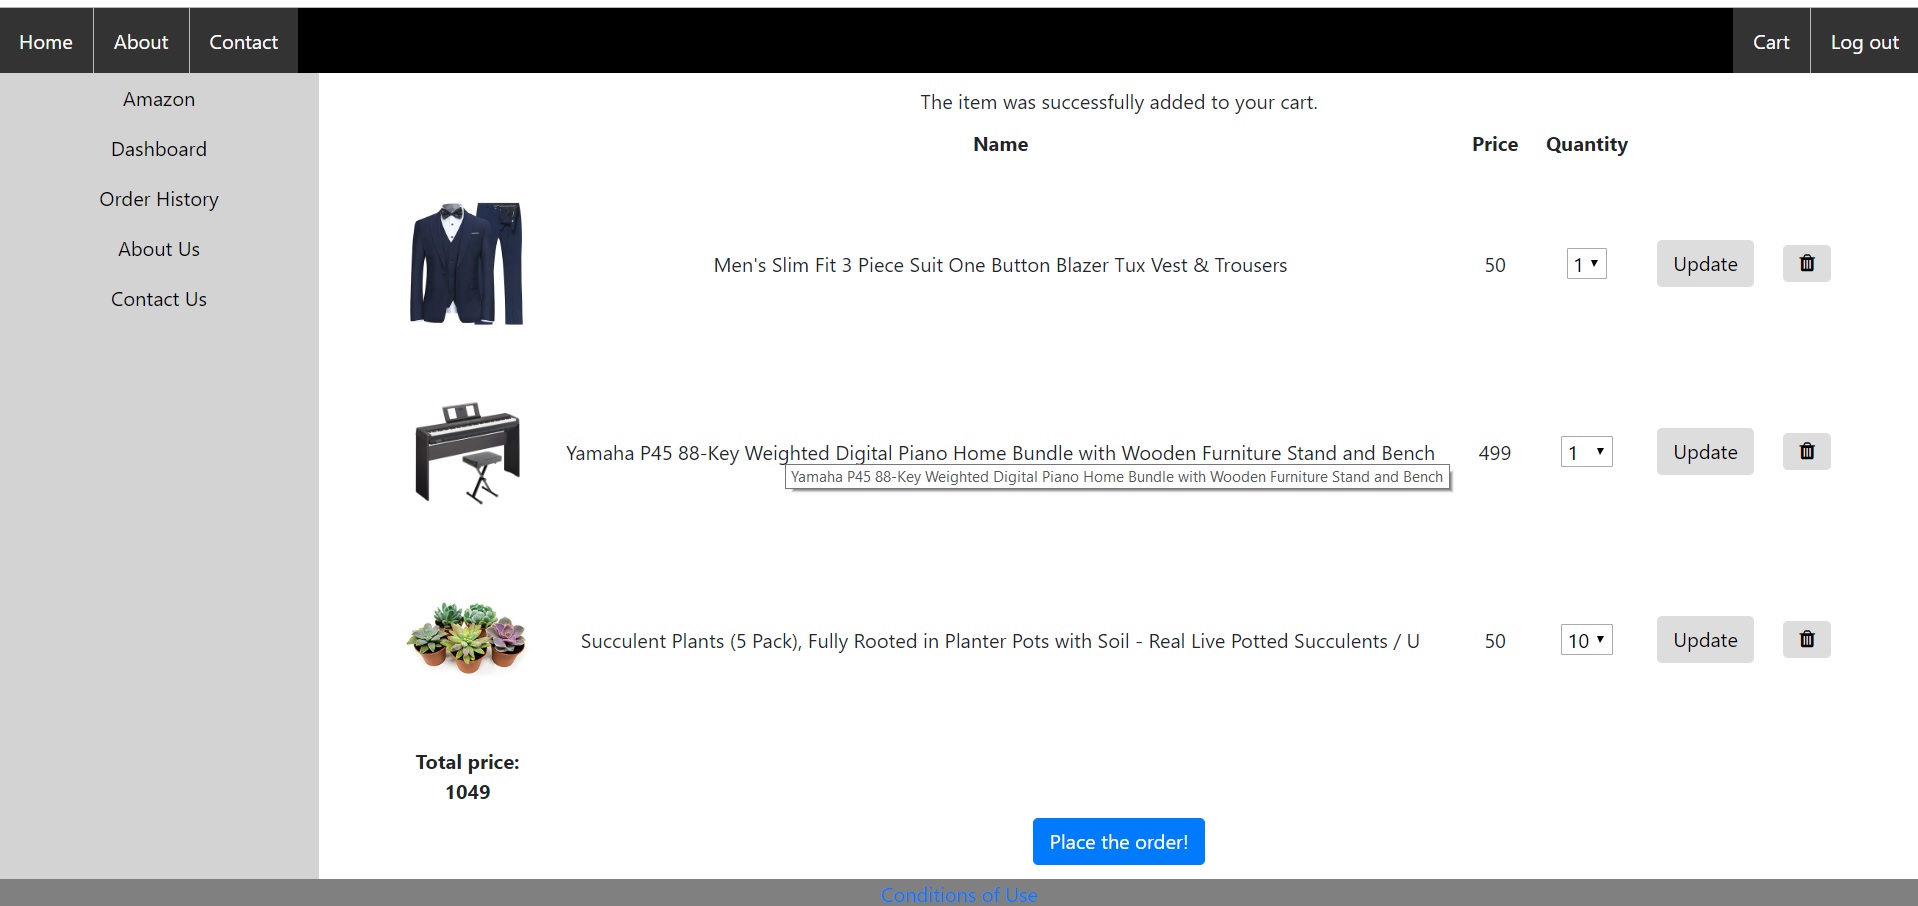 Home About Contact Cart Log out
Amazon
Dashboard
Order History
About Us
Contact Us
The item was successfully added to your cart.
Name Price Quantity
Men's Slim Fit 3 Piece Suit One Button Blazer Tux Vest & Trousers 50 1 Update
Yamaha P45 88-Key Weighted Digital Piano Home Bundle with Wooden Furniture Stand and Bench 499 1 Update
Yamaha P45 88-Key Weighted Digital Piano Home Bundle with Wooden Furniture Stand and Bench
Succulent Plants (5 Pack), Fully Rooted in Planter Pots with Soil - Real Live Potted Succulents / U 50 10 Update
Total price:
1049
Place the order!
Conditions of Use